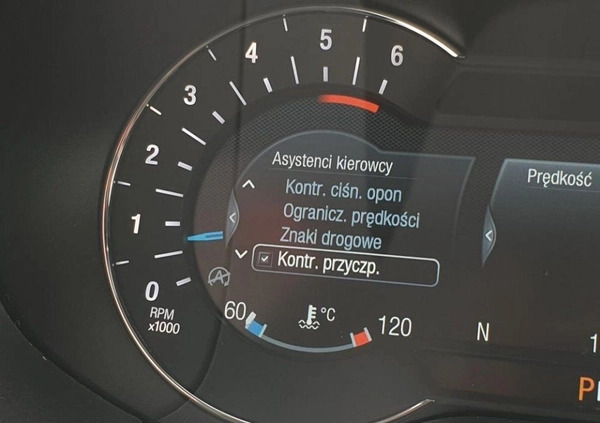 6
5
4
3
2
1
0
RPM
x1000
Asystenci kierowcy
Kontr. ciśn. opon
Ogranicz. prędkości
Znaki drogowe
Kontr. przyczp.
Prędkość
60
°C
120
N
1
P